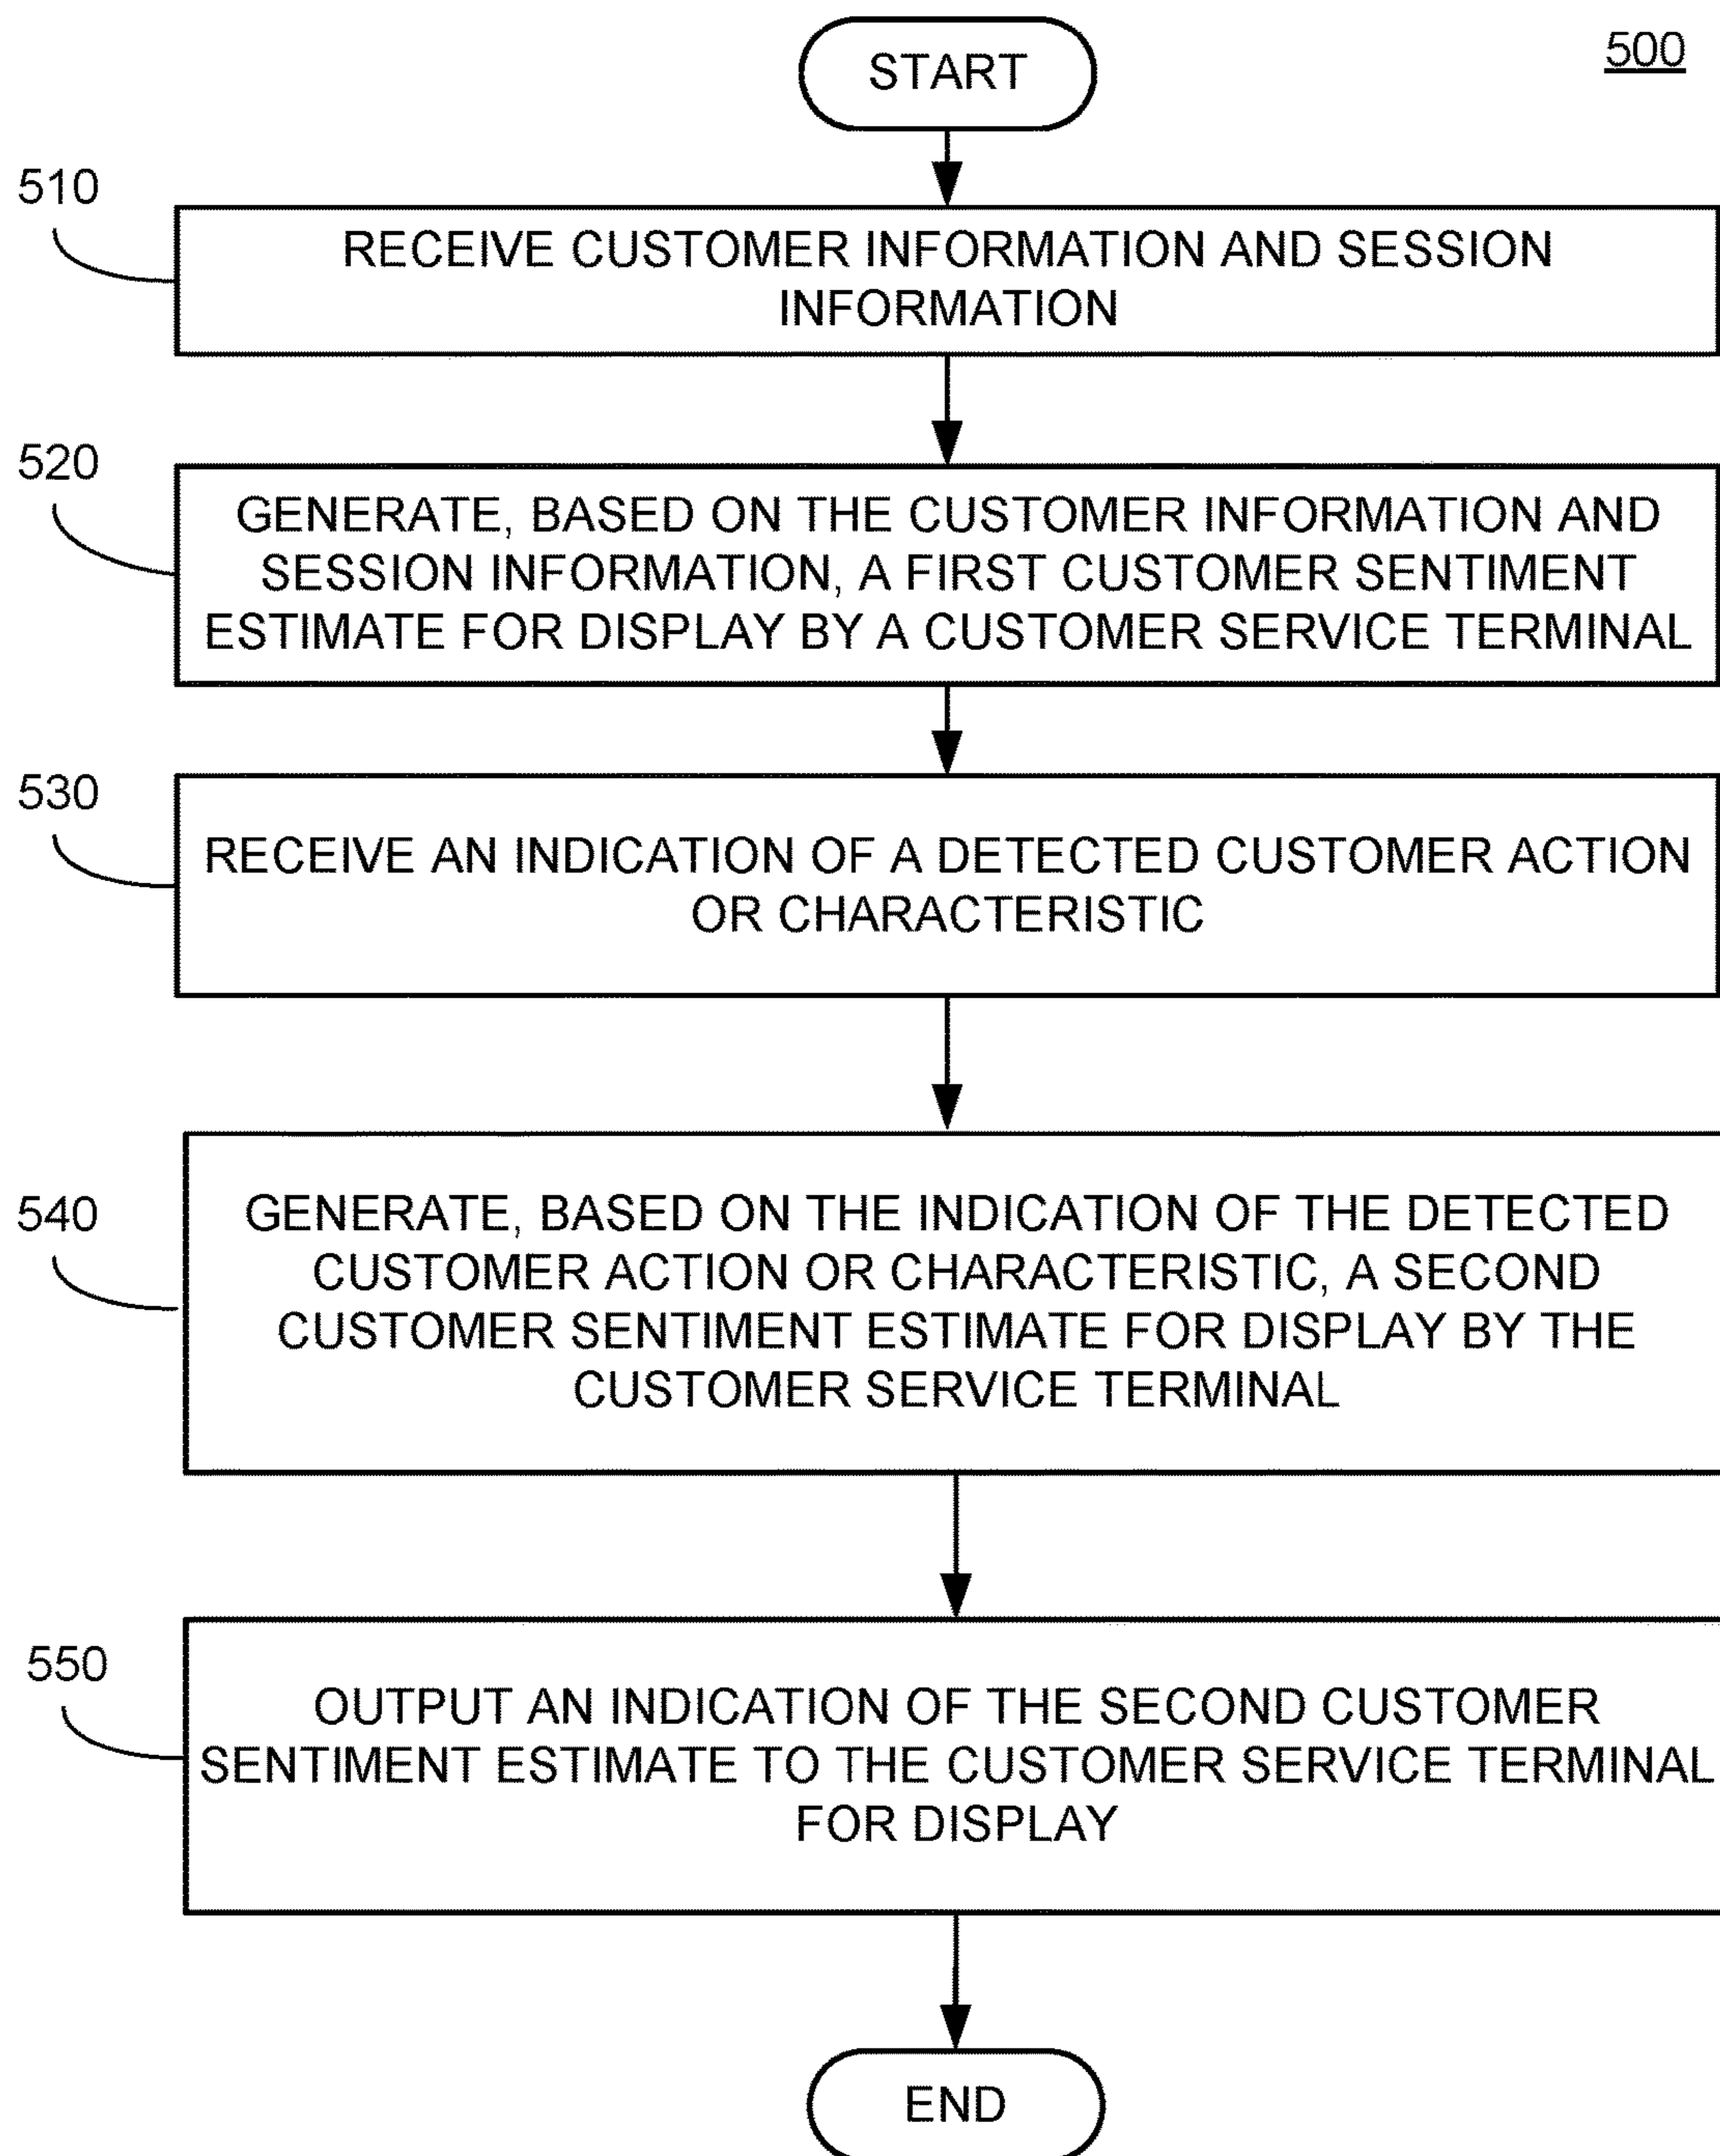 START
500
510
RECEIVE CUSTOMER INFORMATION AND SESSION
INFORMATION
520
GENERATE, BASED ON THE CUSTOMER INFORMATION AND
SESSION INFORMATION, A FIRST CUSTOMER SENTIMENT
ESTIMATE FOR DISPLAY BY A CUSTOMER SERVICE TERMINAL
530
RECEIVE AN INDICATION OF A DETECTED CUSTOMER ACTION
OR CHARACTERISTIC
540
GENERATE, BASED ON THE INDICATION OF THE DETECTED
CUSTOMER ACTION OR CHARACTERISTIC, A SECOND
CUSTOMER SENTIMENT ESTIMATE FOR DISPLAY BY THE
CUSTOMER SERVICE TERMINAL
550
OUTPUT AN INDICATION OF THE SECOND CUSTOMER
SENTIMENT ESTIMATE TO THE CUSTOMER SERVICE TERMINAL
FOR DISPLAY
END